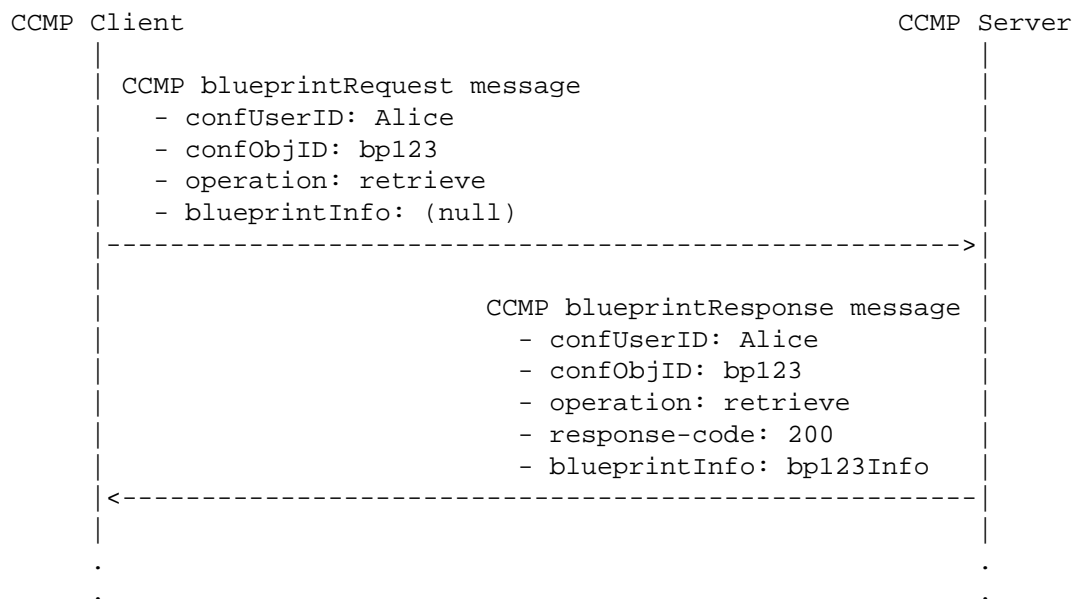 CCMP Client CCMP Server
CCMP blueprintRequest message
- confUserID: Alice
- confObjID: bp123
- operation: retrieve
- blueprintInfo: (null)
CCMP blueprintResponse message
- confUserID: Alice
- confObjID: bp123
- operation: retrieve
- response-code: 200
- blueprintInfo: bp123Info